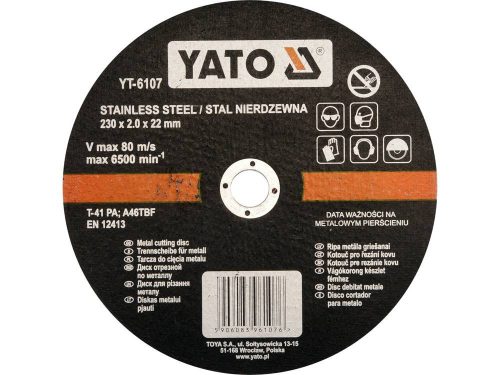 YATO
YT-6107
STAINLESS STEEL / STAL NIERDZEWNA
230 x 2.0 x 22 mm
V max 80 m/s
max 6500 min-1
T-41 PA; A46TBF
EN 12413
DATA WAŻNOŚCI NA
METALOWYM PIERŚCIENIU
Metal cutting disc
Trennscheibe für metall
Tarcza do cięcia metalu
Диск отрезной
по металлу
Диск для різання
металу
Diskas metalui
pjauti
Ripa metāla griešanai
Kotouč pro řezání kovu
Kotouč pre rezanie kovu
Vágókorong készlet
fémhez
Disc debitat metale
Disco cortador
para metalo
5906083961076
TOYA S.A., ul. Sołtysowicka 13-15
51-168 Wrocław, Polska
www.yato.pl